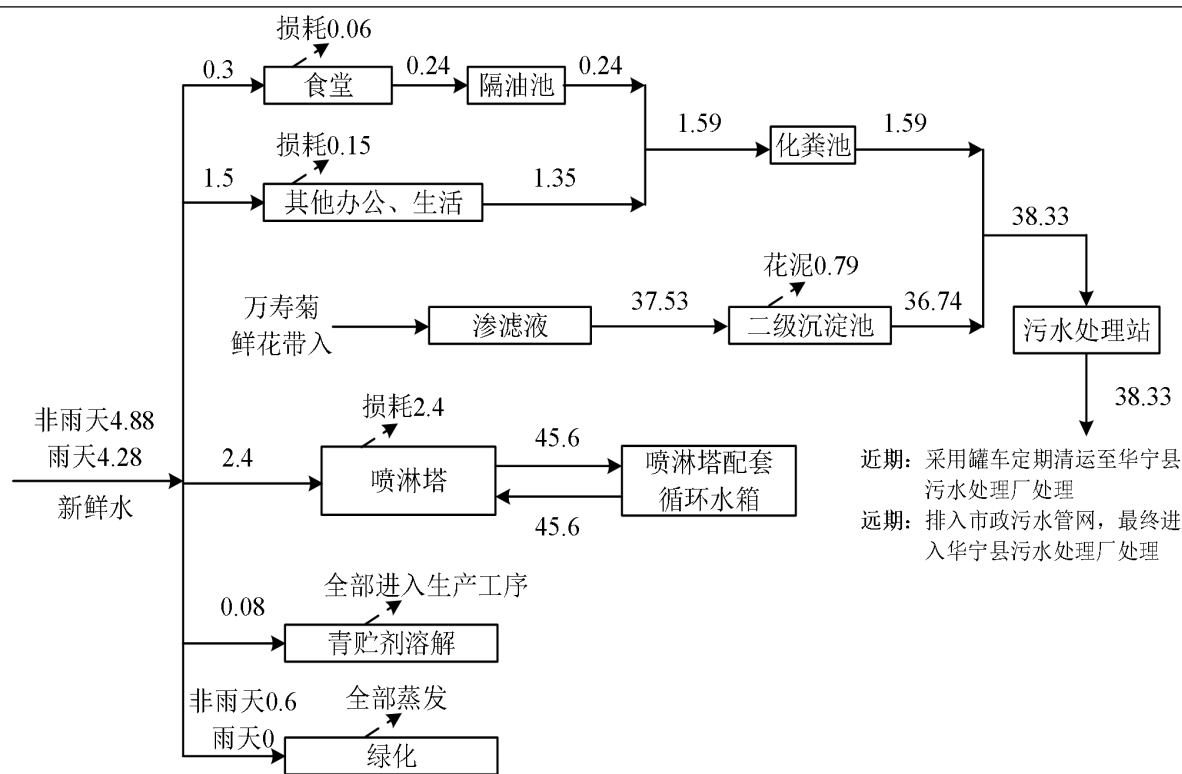 损耗0.06
0.3
食堂
0.24
隔油池
0.24
1.59
化粪池
1.59
损耗0.15
1.5
其他办公、生活
1.35
38.33
花泥0.79
万寿菊
鲜花带入
渗滤液
37.53
二级沉淀池
36.74
污水处理站
38.33
非雨天4.88
雨天4.28
新鲜水
损耗2.4
2.4
喷淋塔
45.6
45.6
喷淋塔配套
循环水箱
近期：采用罐车定期清运至华宁县
污水处理厂处理
远期：排入市政污水管网，最终进
入华宁县污水处理厂处理
全部进入生产工序
0.08
青贮剂溶解
非雨天0.6
雨天0
全部蒸发
绿化